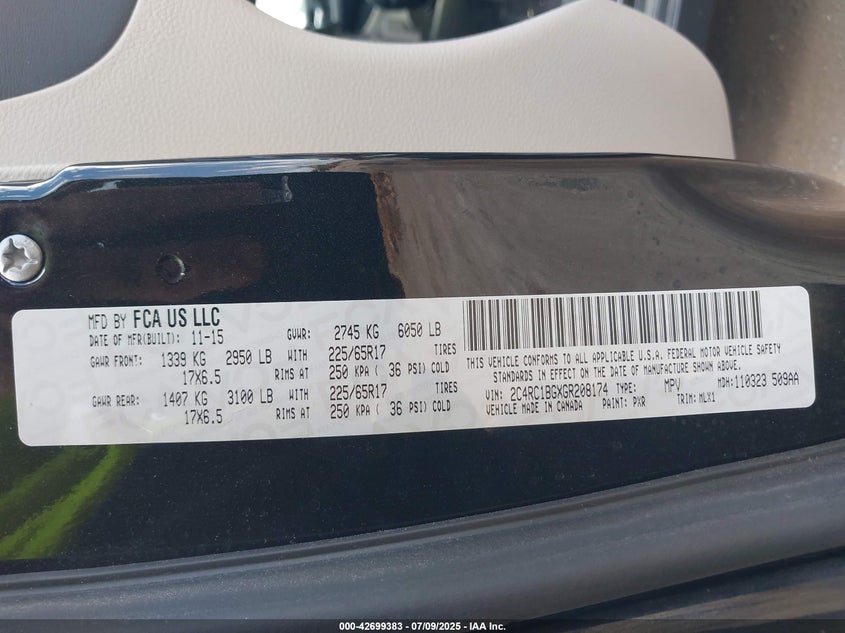 MFD BY FCA US LLC
DATE OF MFR(BUILT): 11-15 GVWR: 2745 KG 6050 LB
GAWR FRONT: 1339 KG 2950 LB WITH 225/65R17 TIRES
17X6.5 RIMS AT 250 KPA ( 36 PSI) COLD
GAWR REAR: 1407 KG 3100 LB WITH 225/65R17 TIRES
17X6.5 RIMS AT 250 KPA ( 36 PSI) COLD
THIS VEHICLE CONFORMS TO ALL APPLICABLE U.S.A. FEDERAL MOTOR VEHICLE SAFETY
STANDARDS IN EFFECT ON THE DATE OF MANUFACTURE SHOWN ABOVE.
VIN: 2C4RC1BGXGR208174 TYPE: MPV MDH: 110323 509AA
VEHICLE MADE IN CANADA PAINT: PXR TRIM: MLX1
000-42699383 / 07/09/2025 - IAA Inc.